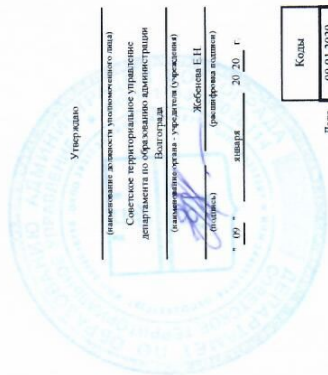 Утверждаю
(наименование должности уполномоченного лица)
Советское территориальное управление
департамента по образованию администрации
Волгограда
(наименование органа - учредителя (учреждения)
Жебенева Е.Н.
(подпись) (расшифровка подписи)
" 09 " января 20 20 г.
Коды
Дата 09.01.2020